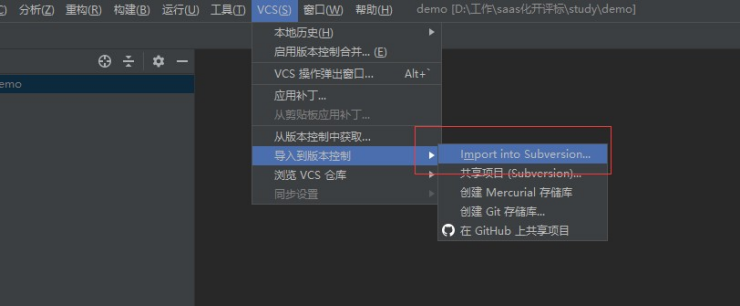 C) 分析(Z) 重构(R) 构建(B) 运行(U) 工具(T) VCS(S) 窗口(W) 帮助(H) demo [D:\工作\saas化开评标\study\demo]
本地历史(H)
启用版本控制合并... (E)
VCS 操作弹出窗口... Alt+`
emo
应用补丁...
从剪贴板应用补丁...
从版本控制中获取...
导入到版本控制
Import into Subversion...
浏览 VCS 仓库
共享项目 (Subversion)...
同步设置
创建 Mercurial 存储库
创建 Git 存储库...
在 GitHub 上共享项目